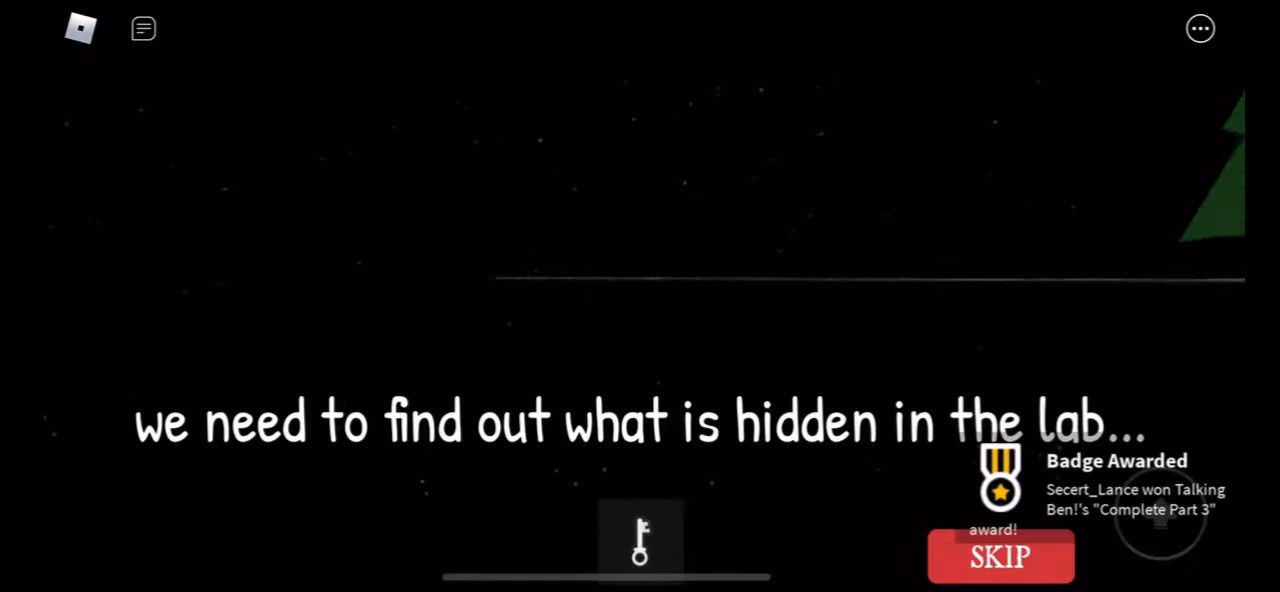 we need to find out what is hidden in the lab...
Badge Awarded
Secert_Lance won Talking
Ben!'s "Complete Part 3"
award!
SKIP